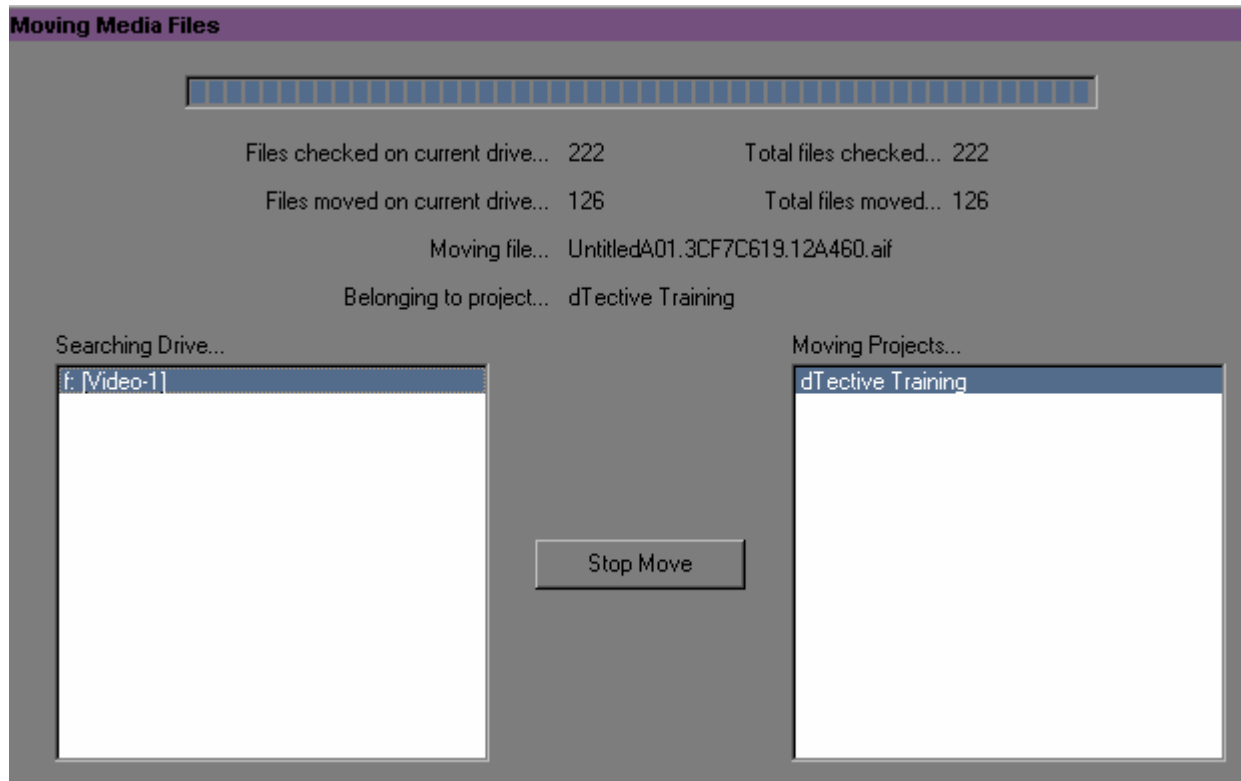 Moving Media Files
Files checked on current drive... 222 Total files checked... 222
Files moved on current drive... 126 Total files moved... 126
Moving file... UntitledA01.3CF7C619.12A460.aif
Belonging to project... dTective Training
Searching Drive... Moving Projects...
f: [Video-1] dTective Training
Stop Move